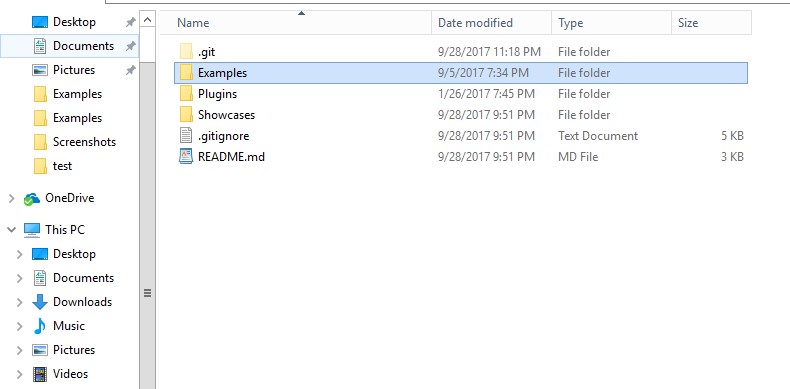 Desktop
Documents
Pictures
Examples
Examples
Screenshots
test
OneDrive
This PC
Desktop
Documents
Downloads
Music
Pictures
Videos
Name Date modified Type Size
.git 9/28/2017 11:18 PM File folder
Examples 9/5/2017 7:34 PM File folder
Plugins 1/26/2017 7:45 PM File folder
Showcases 9/28/2017 9:51 PM File folder
.gitignore 9/28/2017 9:51 PM Text Document 5 KB
README.md 9/28/2017 9:51 PM MD File 3 KB